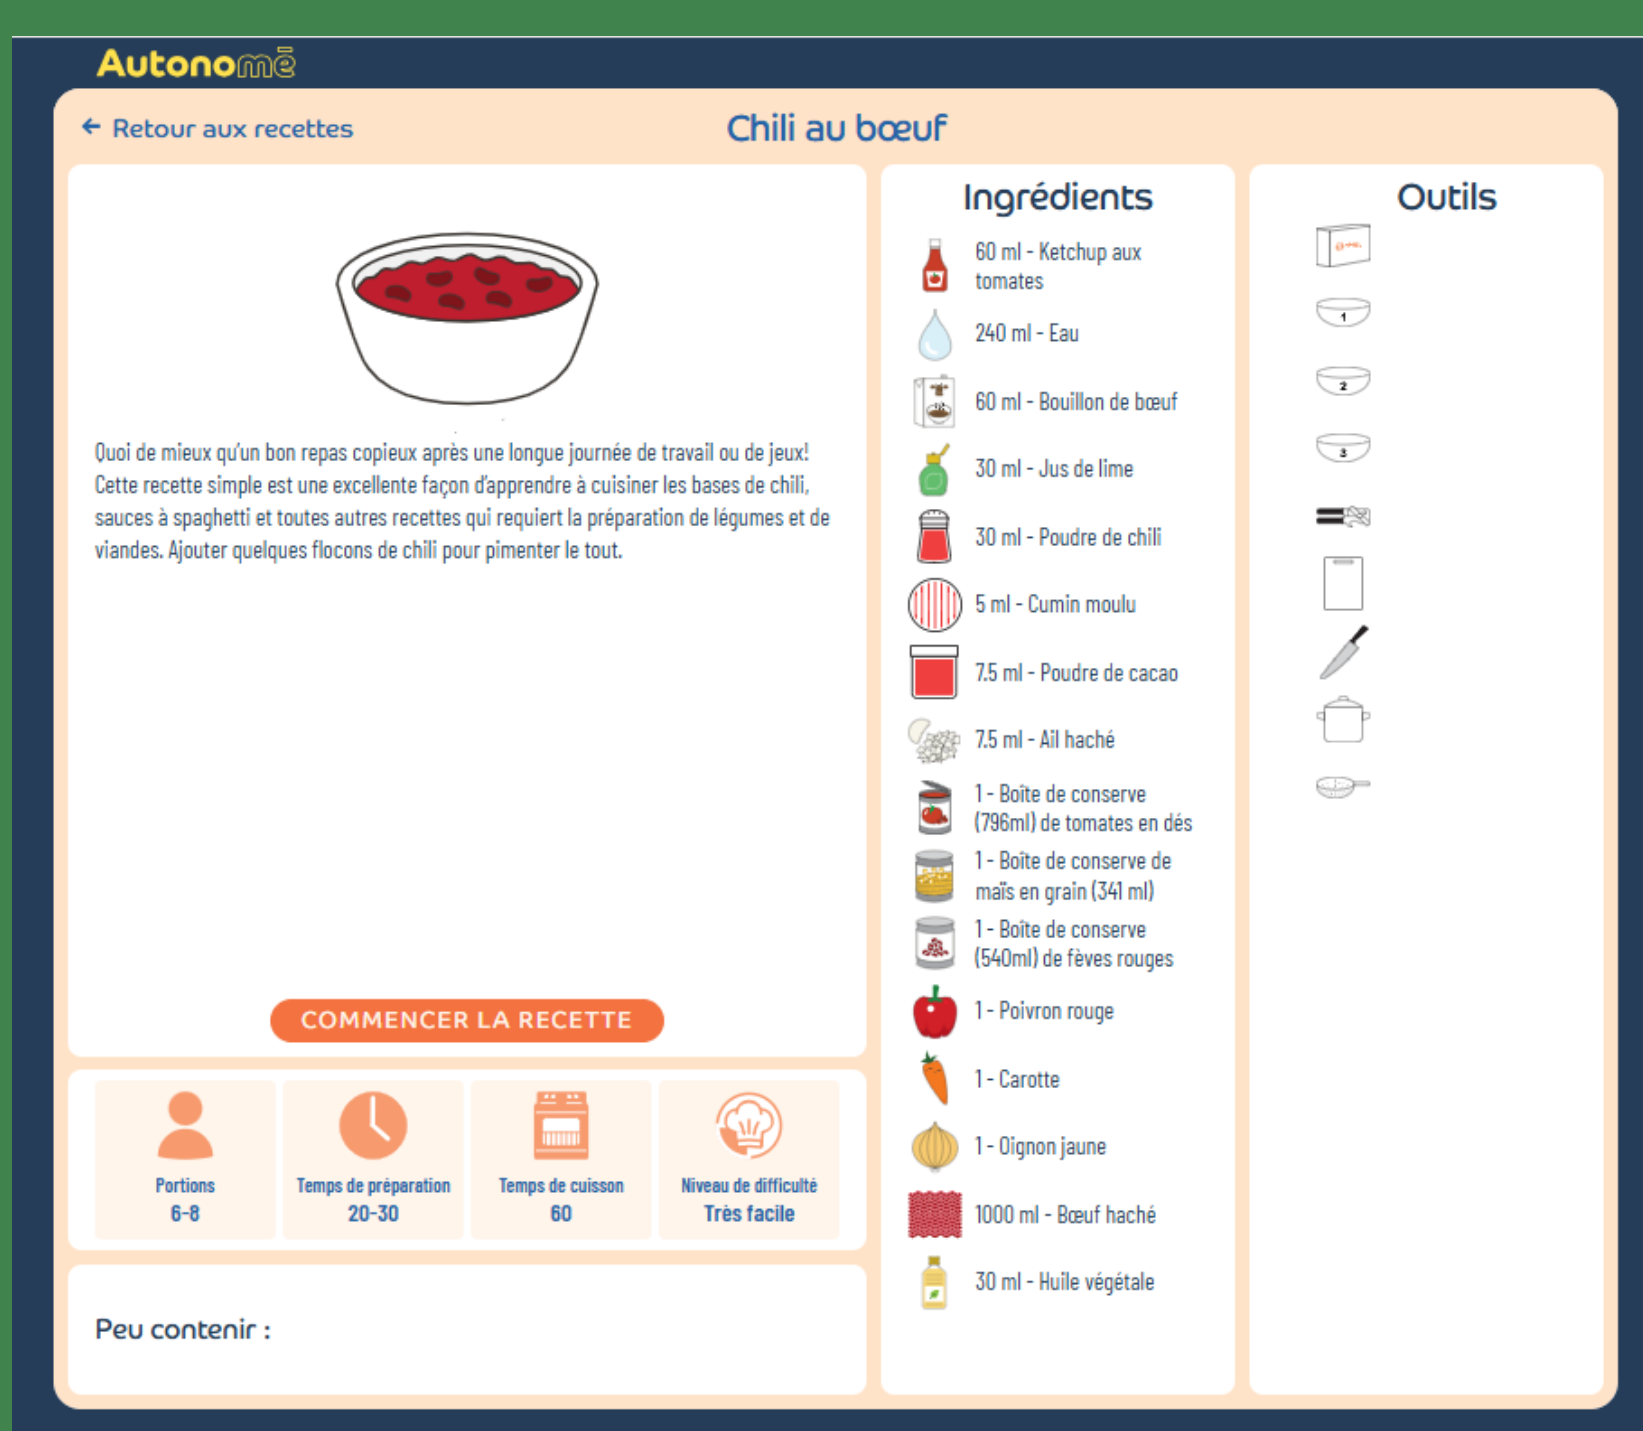 Autonomē
← Retour aux recettes
Chili au bœuf
Quoi de mieux qu'un bon repas copieux après une longue journée de travail ou de jeux!
Cette recette simple est une excellente façon d'apprendre à cuisiner les bases de chili,
sauces à spaghetti et toutes autres recettes qui requiert la préparation de légumes et de
viandes. Ajouter quelques flocons de chili pour pimenter le tout.
COMMENCER LA RECETTE
Portions
6-8
Temps de préparation
20-30
Temps de cuisson
60
Niveau de difficulté
Très facile
Peu contenir :
Ingrédients
60 ml - Ketchup aux
tomates
240 ml - Eau
60 ml - Bouillon de bœuf
30 ml - Jus de lime
30 ml - Poudre de chili
5 ml - Cumin moulu
7.5 ml - Poudre de cacao
7.5 ml - Ail haché
1 - Boîte de conserve
(796ml) de tomates en dés
1 - Boîte de conserve de
maïs en grain (341 ml)
1 - Boîte de conserve
(540ml) de fèves rouges
1 - Poivron rouge
1 - Carotte
1 - Oignon jaune
1000 ml - Bœuf haché
30 ml - Huile végétale
Outils
1
2
3